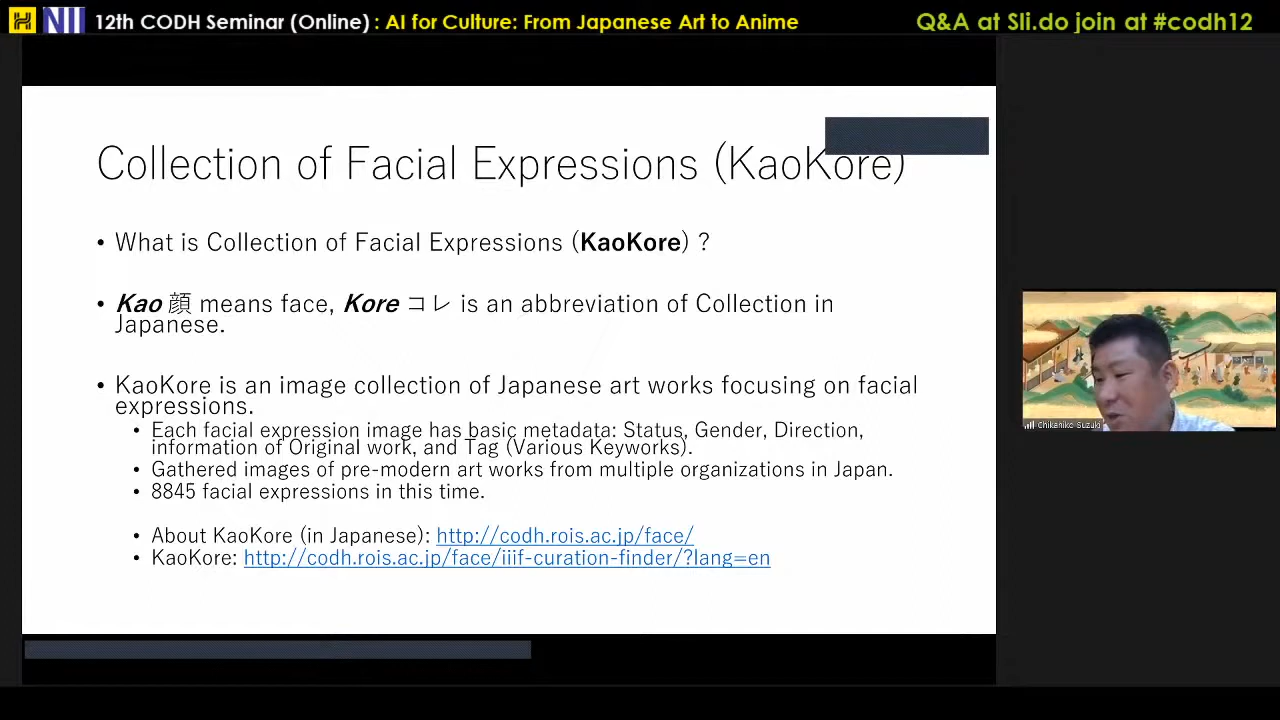 NII 12th CODH Seminar (Online) : AI for Culture: From Japanese Art to Anime
Q&A at Sli.do join at #codh12
Collection of Facial Expressions (KaoKore)
• What is Collection of Facial Expressions (KaoKore) ?
• Kao 顔 means face, Kore コレ is an abbreviation of Collection in
Japanese.
• KaoKore is an image collection of Japanese art works focusing on facial
expressions.
• Each facial expression image has basic metadata: Status, Gender, Direction,
information of Original work, and Tag (Various Keyworks).
• Gathered images of pre-modern art works from multiple organizations in Japan.
• 8845 facial expressions in this time.
• About KaoKore (in Japanese): http://codh.rois.ac.jp/face/
• KaoKore: http://codh.rois.ac.jp/face/iiif-curation-finder/?lang=en
Chikahiko Suzuki